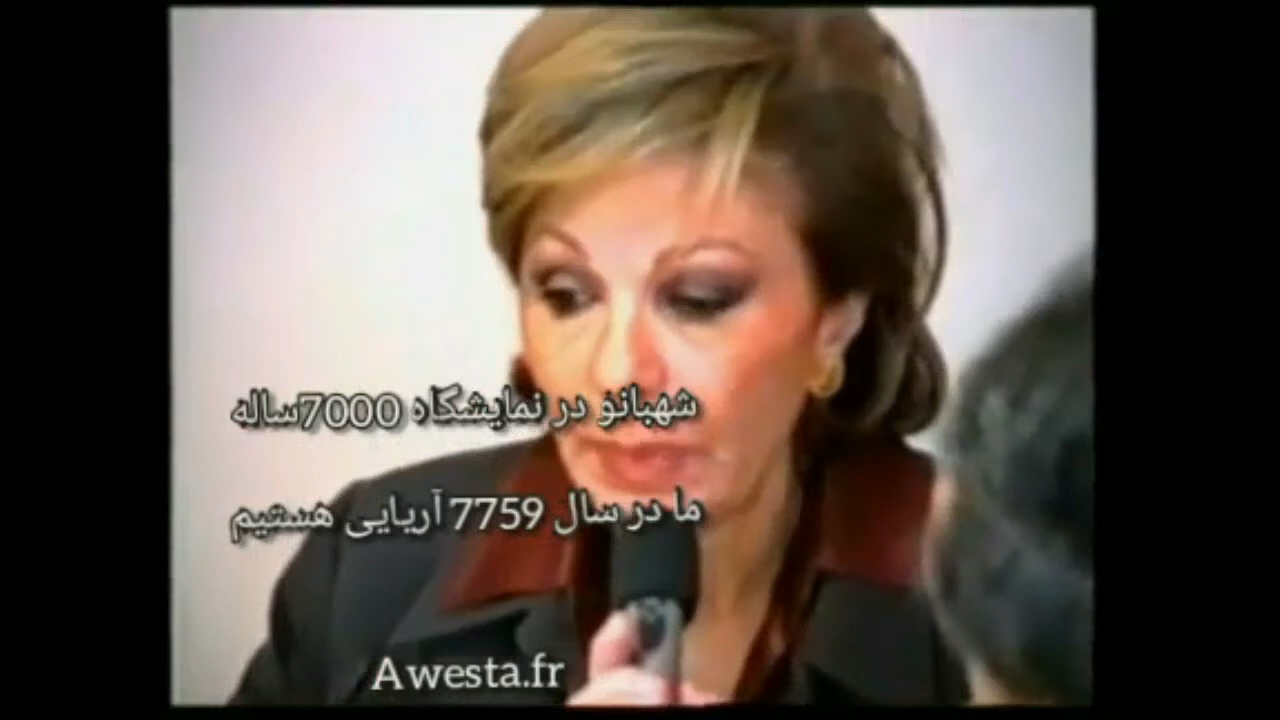 شهبانو در نمایشگاه 7000ساله
ما در سال 7759 آریایی هستیم
Awesta.fr